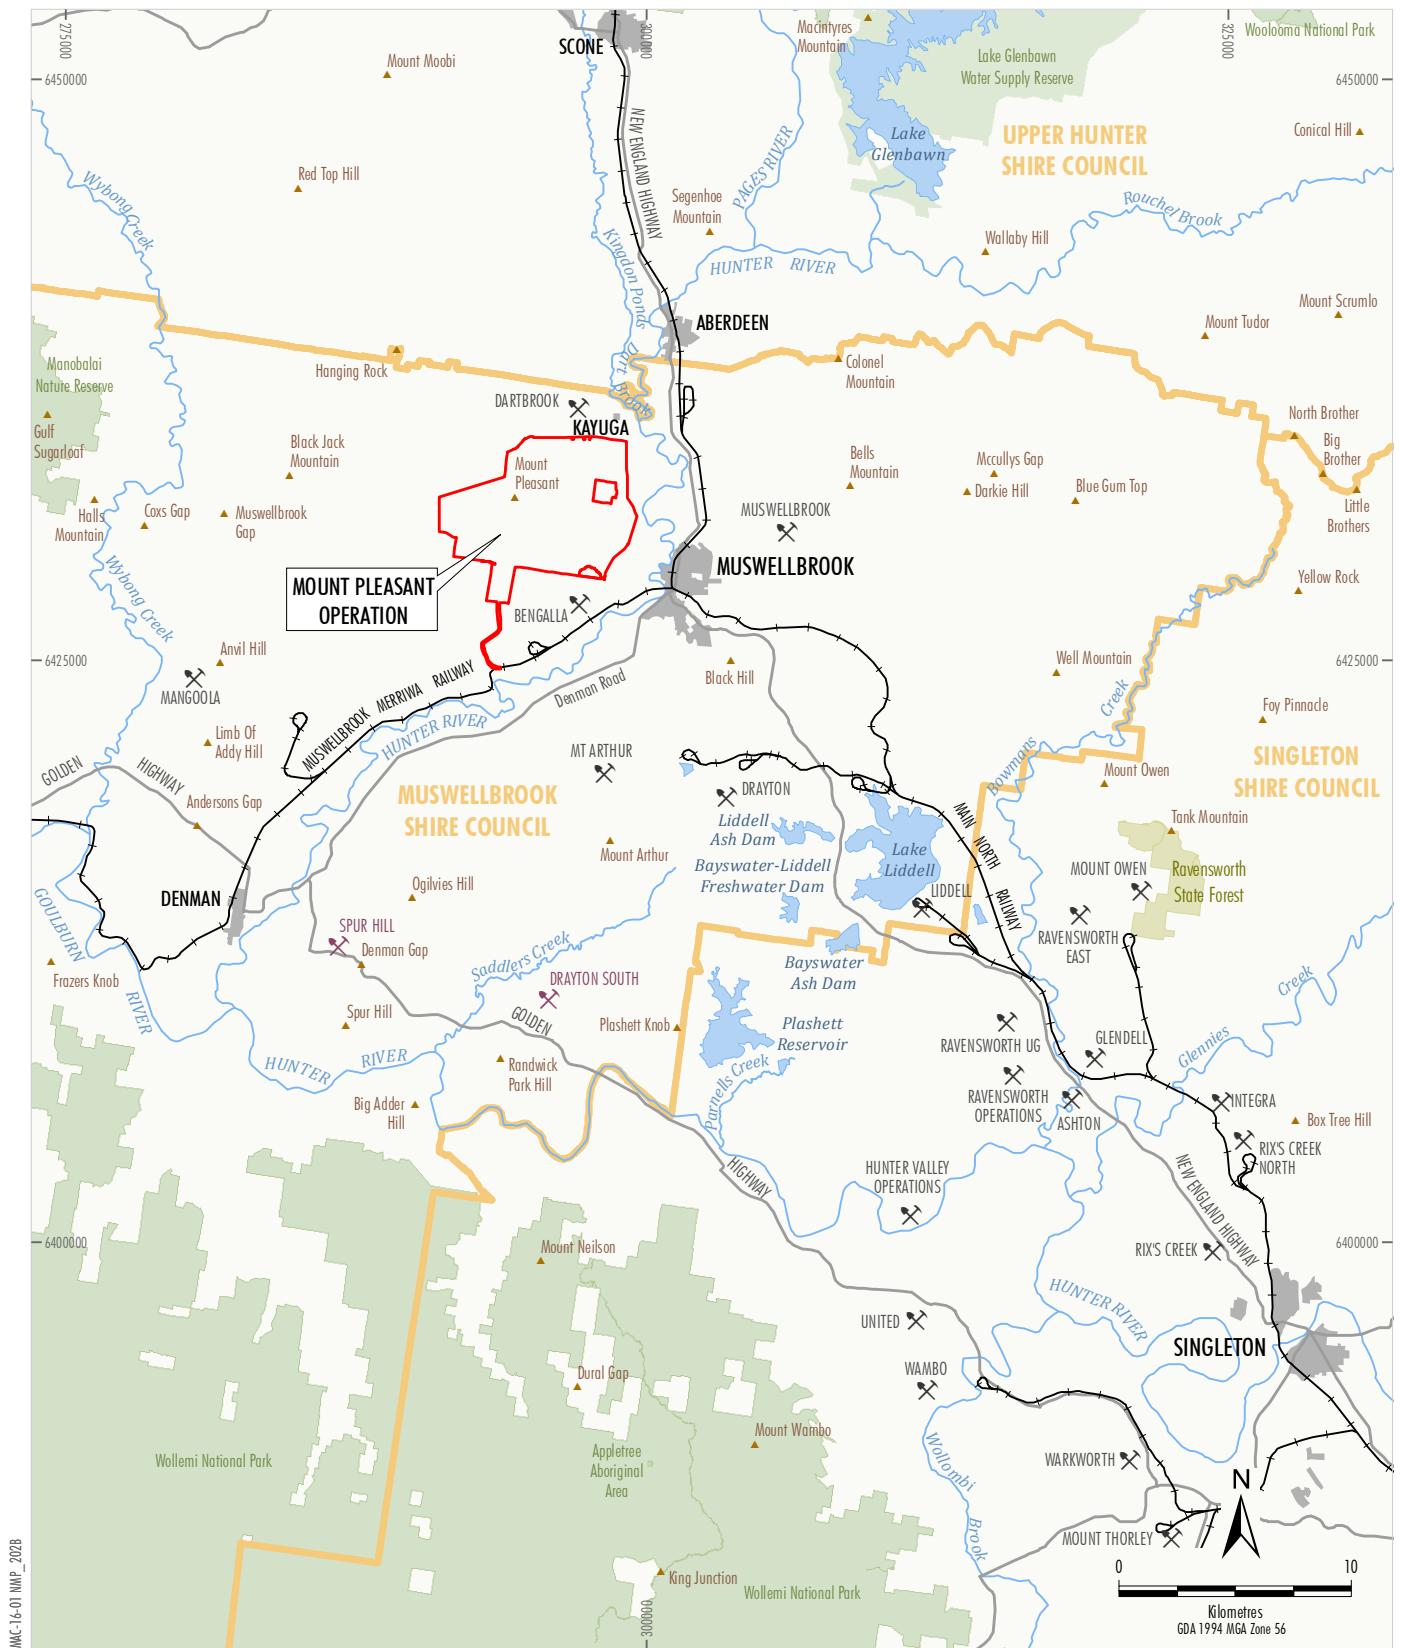 275000
300000
325000
SCONE
Macintyres
Mountain
Woolooma National Park
Lake Glenbawn
Water Supply Reserve
Mount Moobi
6450000
6450000
NEW ENGLAND HIGHWAY
Lake
Glenbawn
UPPER HUNTER
SHIRE COUNCIL
Conical Hill
PAGES RIVER
Red Top Hill
Wybong Creek
Segenhoe
Mountain
Rouchel Brook
Wallaby Hill
Kingdon Ponds
HUNTER RIVER
Mount Scrumlo
ABERDEEN
Mount Tudor
Manobalai
Nature Reserve
Hanging Rock
Dart Brook
Colonel
Mountain
DARTBROOK
KAYUGA
North Brother
Gulf
Sugarloaf
Black Jack
Mountain
Mount
Pleasant
Bells
Mountain
Mccullys Gap
Darkie Hill
Blue Gum Top
Big
Brother
Little
Brothers
Halls
Mountain
Coxs Gap
Muswellbrook
Gap
MUSWELLBROOK
MUSWELLBROOK
MOUNT PLEASANT
OPERATION
Wybong Creek
BENGALLA
Yellow Rock
6425000
6425000
Anvil Hill
MANGOOLA
MUSWELLBROOK MERRIWA RAILWAY
Denman Road
Black Hill
Well Mountain
Bowmans Creek
Foy Pinnacle
Limb Of
Addy Hill
HUNTER RIVER
GOLDEN HIGHWAY
MT ARTHUR
SINGLETON
SHIRE COUNCIL
Mount Owen
Andersons Gap
MUSWELLBROOK
SHIRE COUNCIL
DRAYTON
Liddell
Ash Dam
MAIN NORTH RAILWAY
Tank Mountain
Mount Arthur
Bayswater-Liddell
Freshwater Dam
Lake
Liddell
LIDDELL
MOUNT OWEN
Ravensworth
State Forest
Ogilvies Hill
DENMAN
GOULBURN RIVER
SPUR HILL
Denman Gap
Saddlers Creek
RAVENSWORTH
EAST
Frazers Knob
DRAYTON SOUTH
Bayswater
Ash Dam
Creek
Spur Hill
GOLDEN
Plashett Knob
Plashett
Reservoir
RAVENSWORTH UG
GLENDELL
Glennies
HUNTER RIVER
Randwick
Park Hill
Parnells Creek
RAVENSWORTH
OPERATIONS
ASHTON
INTEGRA
Big Adder
Hill
Box Tree Hill
RIX'S CREEK
NORTH
HIGHWAY
HUNTER VALLEY
OPERATIONS
NEW ENGLAND HIGHWAY
6400000
6400000
Mount Neilson
RIX'S CREEK
HUNTER RIVER
UNITED
SINGLETON
WAMBO
Dural Gap
Mount Wambo
Wollemi National Park
Appletree
Aboriginal
Area
Wollombi Brook
WARKWORTH
N
MOUNT THORLEY
King Junction
Wollemi National Park
0
10
Kilometres
GDA 1994 MGA Zone 56
300000
MAC-16-01 NMP_202B